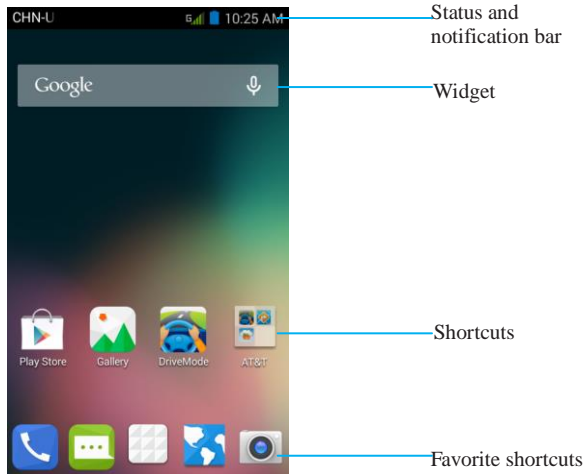 CHN-U
G
10:25 AM
Status and
notification bar
Google
Widget
Play Store
Gallery
DriveMode
AT&T
Shortcuts
Favorite shortcuts